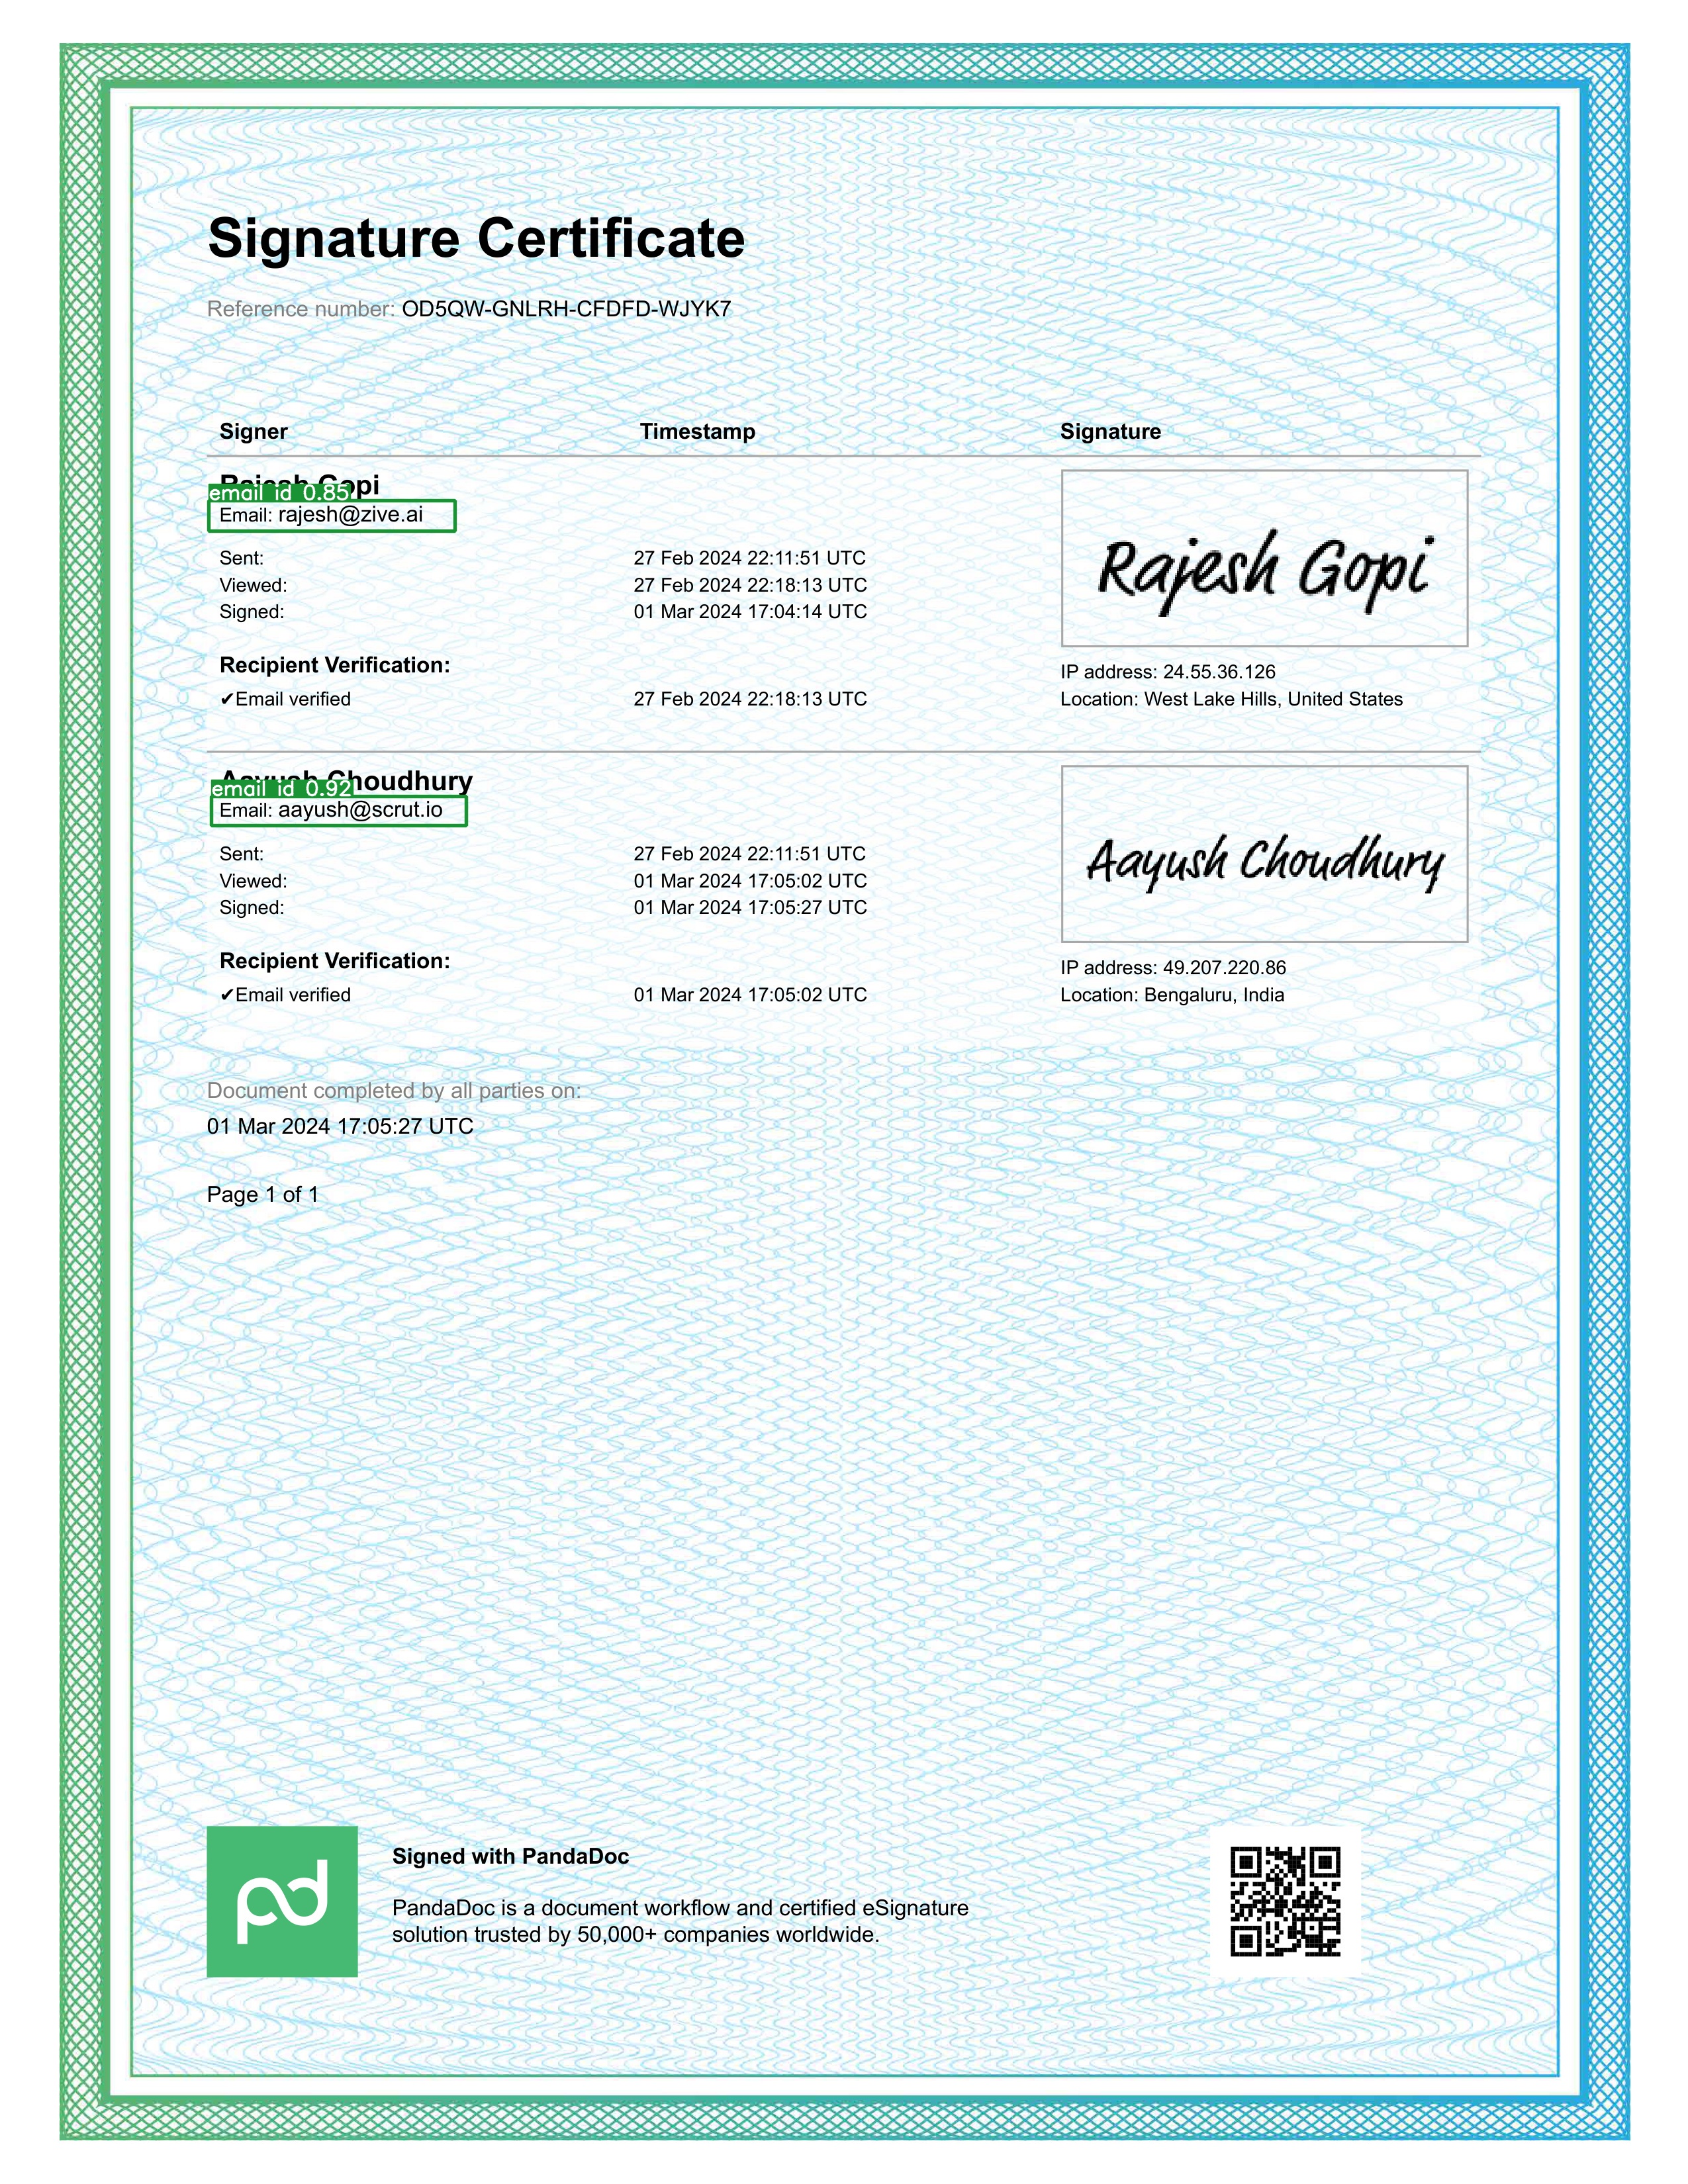 Signature Certificate
Reference number: OD5QW-GNLRH-CFDFD-WJYK7
Signer Timestamp Signature
Rajesh Gopi
email_id 0.85
Email: rajesh@zive.ai
Sent: 27 Feb 2024 22:11:51 UTC
Viewed: 27 Feb 2024 22:18:13 UTC
Signed: 01 Mar 2024 17:04:14 UTC
Rajesh Gopi
Recipient Verification:
IP address: 24.55.36.126
✔Email verified 27 Feb 2024 22:18:13 UTC
Location: West Lake Hills, United States
Aayush Choudhury
email_id 0.92
Email: aayush@scrut.io
Sent: 27 Feb 2024 22:11:51 UTC
Viewed: 01 Mar 2024 17:05:02 UTC
Signed: 01 Mar 2024 17:05:27 UTC
Aayush Choudhury
Recipient Verification:
IP address: 49.207.220.86
✔Email verified 01 Mar 2024 17:05:02 UTC
Location: Bengaluru, India
Document completed by all parties on:
01 Mar 2024 17:05:27 UTC
Page 1 of 1
pd
Signed with PandaDoc
PandaDoc is a document workflow and certified eSignature
solution trusted by 50,000+ companies worldwide.